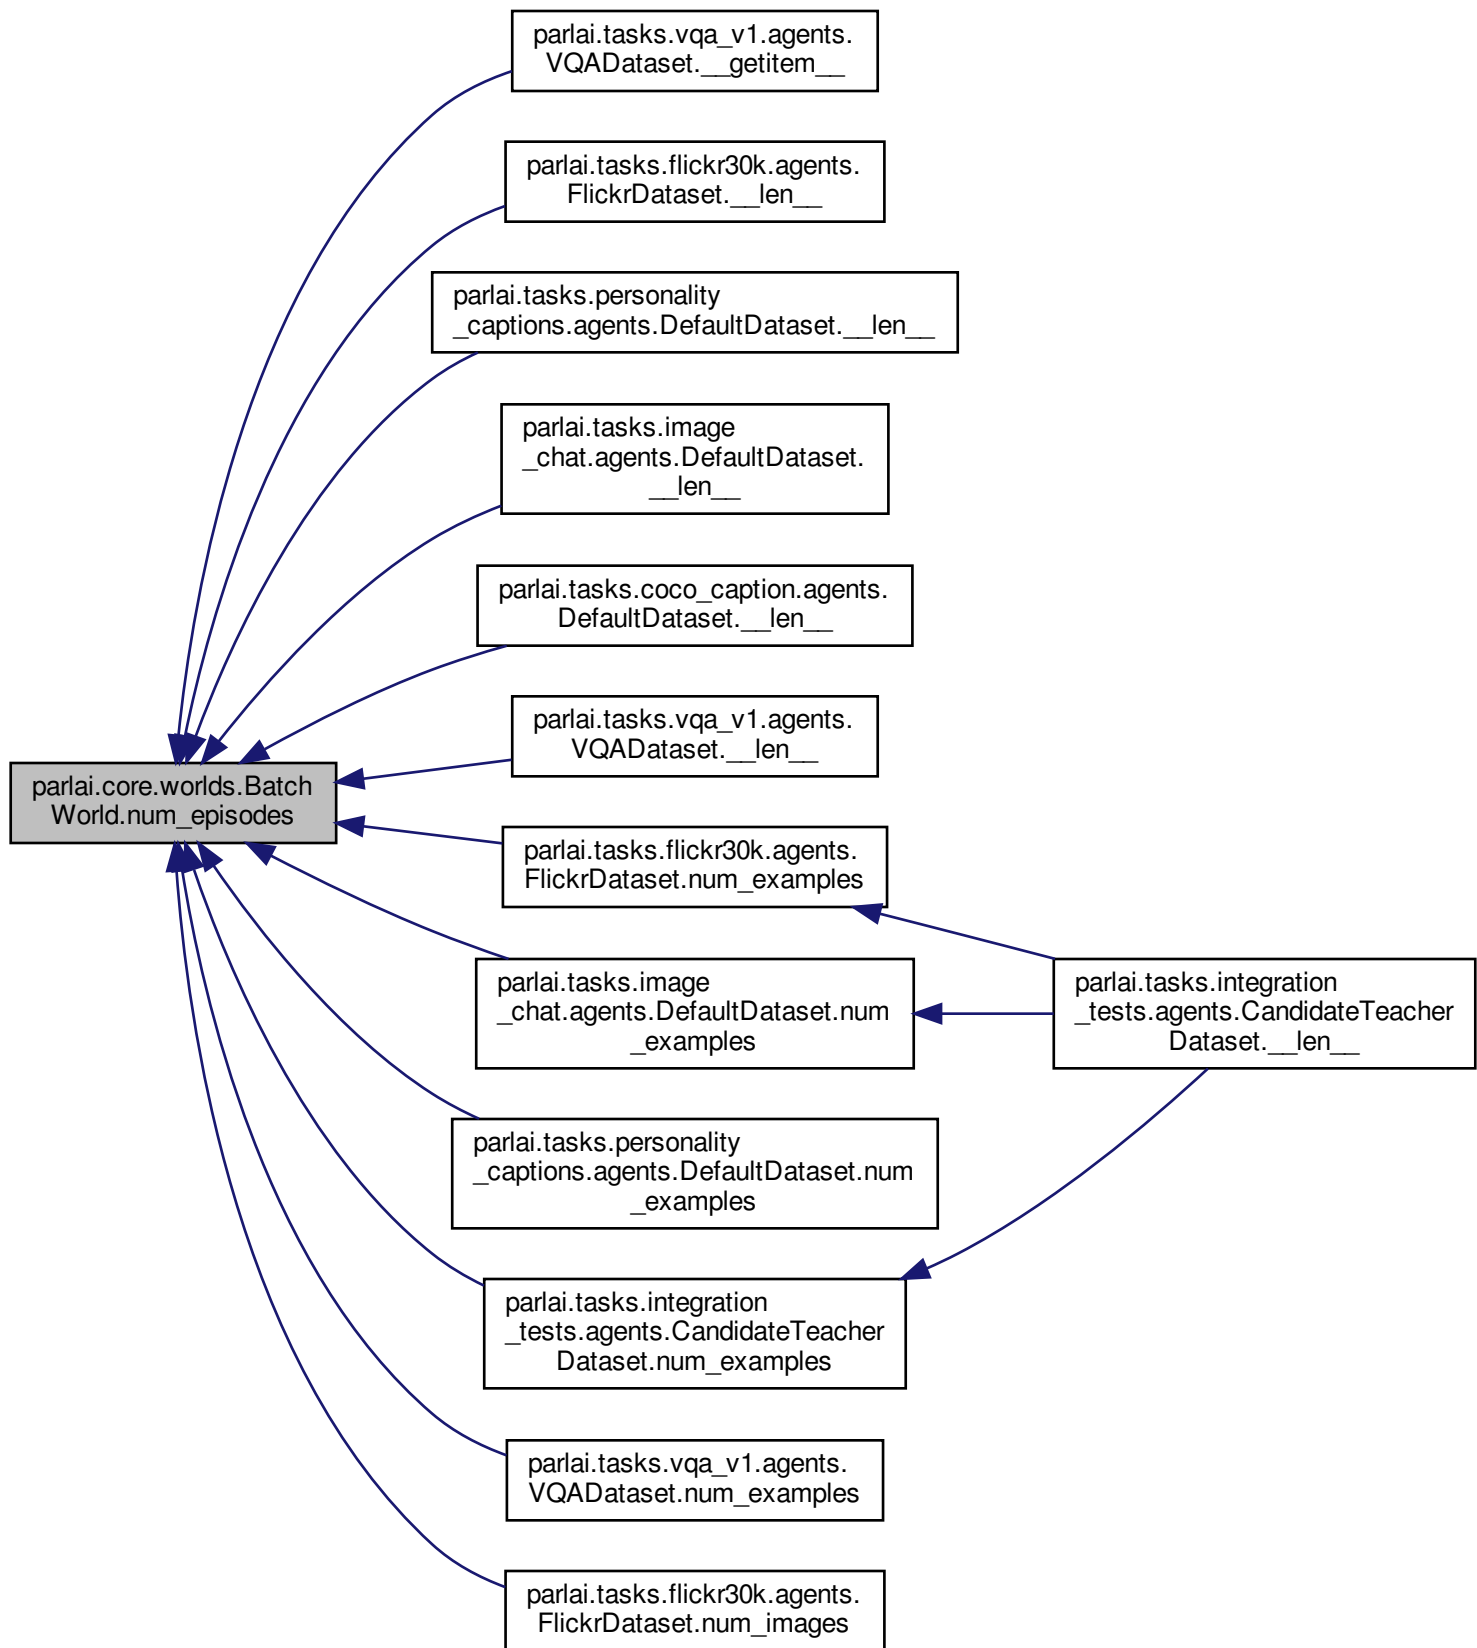 parlai.tasks.vqa_v1.agents.
VQADataset.__getitem__
parlai.tasks.flickr30k.agents.
FlickrDataset.__len__
parlai.tasks.personality
_captions.agents.DefaultDataset.__len__
parlai.tasks.image
_chat.agents.DefaultDataset.
__len__
parlai.tasks.coco_caption.agents.
DefaultDataset.__len__
parlai.tasks.vqa_v1.agents.
VQADataset.__len__
parlai.core.worlds.Batch
World.num_episodes
parlai.tasks.flickr30k.agents.
FlickrDataset.num_examples
parlai.tasks.image
_chat.agents.DefaultDataset.num
_examples
parlai.tasks.integration
_tests.agents.CandidateTeacher
Dataset.__len__
parlai.tasks.personality
_captions.agents.DefaultDataset.num
_examples
parlai.tasks.integration
_tests.agents.CandidateTeacher
Dataset.num_examples
parlai.tasks.vqa_v1.agents.
VQADataset.num_examples
parlai.tasks.flickr30k.agents.
FlickrDataset.num_images